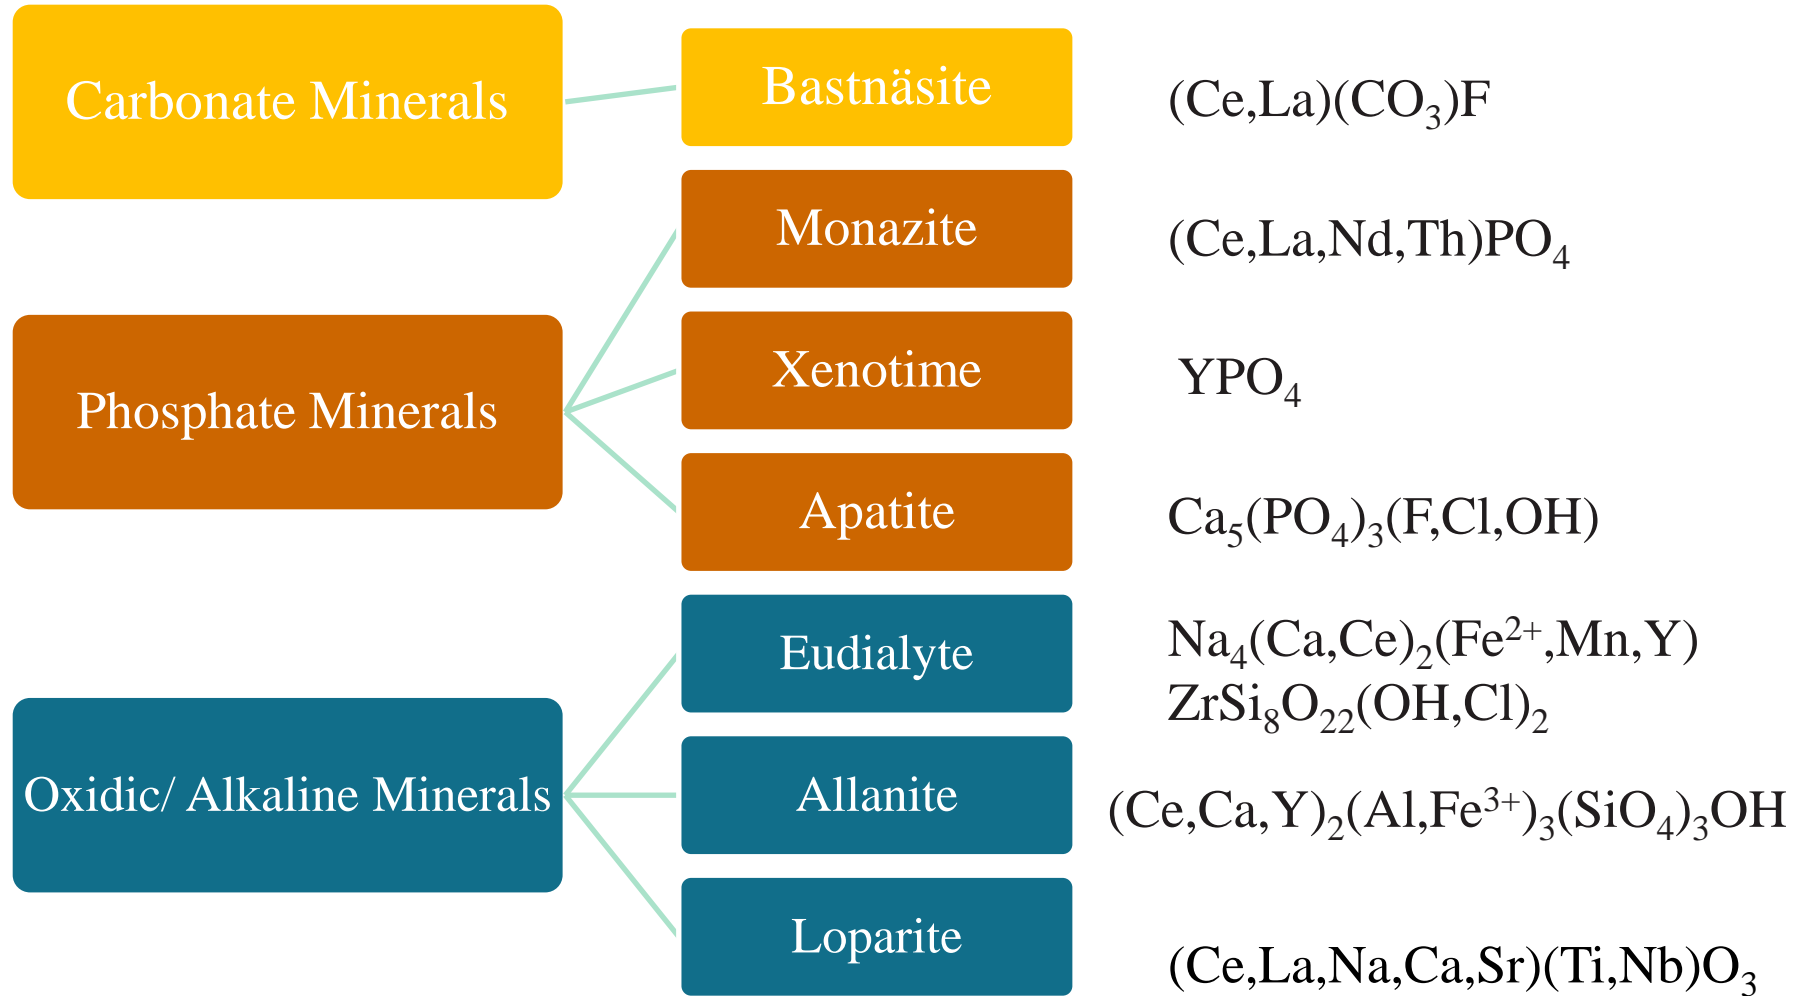 Carbonate Minerals
Bastnäsite
(Ce,La)(CO₃)F
Phosphate Minerals
Monazite
(Ce,La,Nd,Th)PO₄
Xenotime
YPO₄
Apatite
Ca₅(PO₄)₃(F,Cl,OH)
Oxidic/ Alkaline Minerals
Eudialyte
Na₄(Ca,Ce)₂(Fe²⁺,Mn,Y)
ZrSi₈O₂₂(OH,Cl)₂
Allanite
(Ce,Ca,Y)₂(Al,Fe³⁺)₃(SiO₄)₃OH
Loparite
(Ce,La,Na,Ca,Sr)(Ti,Nb)O₃